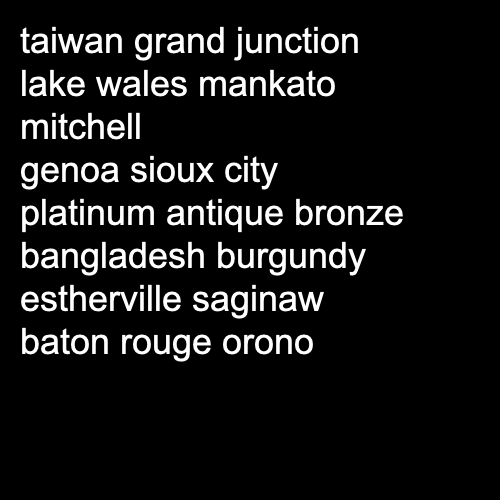 taiwan grand junction
lake wales mankato
mitchell
genoa sioux city
platinum antique bronze
bangladesh burgundy
estherville saginaw
baton rouge orono